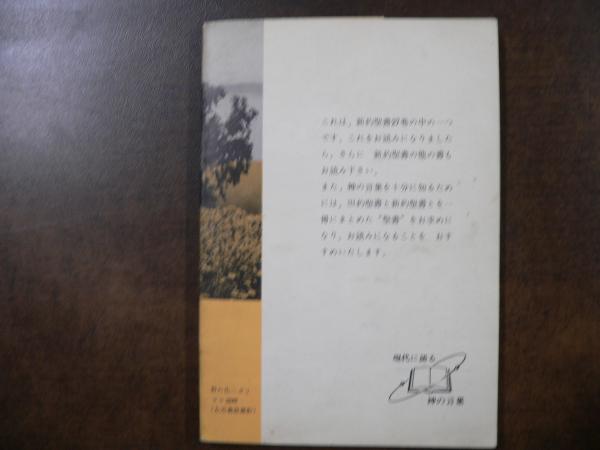 これは，新約聖書27巻の中の一つ
です．これをお読みになりました
ら，さらに 新約聖書の他の書も
お読み下さい．
また，神の言葉を十分に知るため
には，旧約聖書と新約聖書とを一
冊にまとめた“聖書”をお求めに
なり，お読みになることを おす
すめいたします．
現代に語る
神の言葉